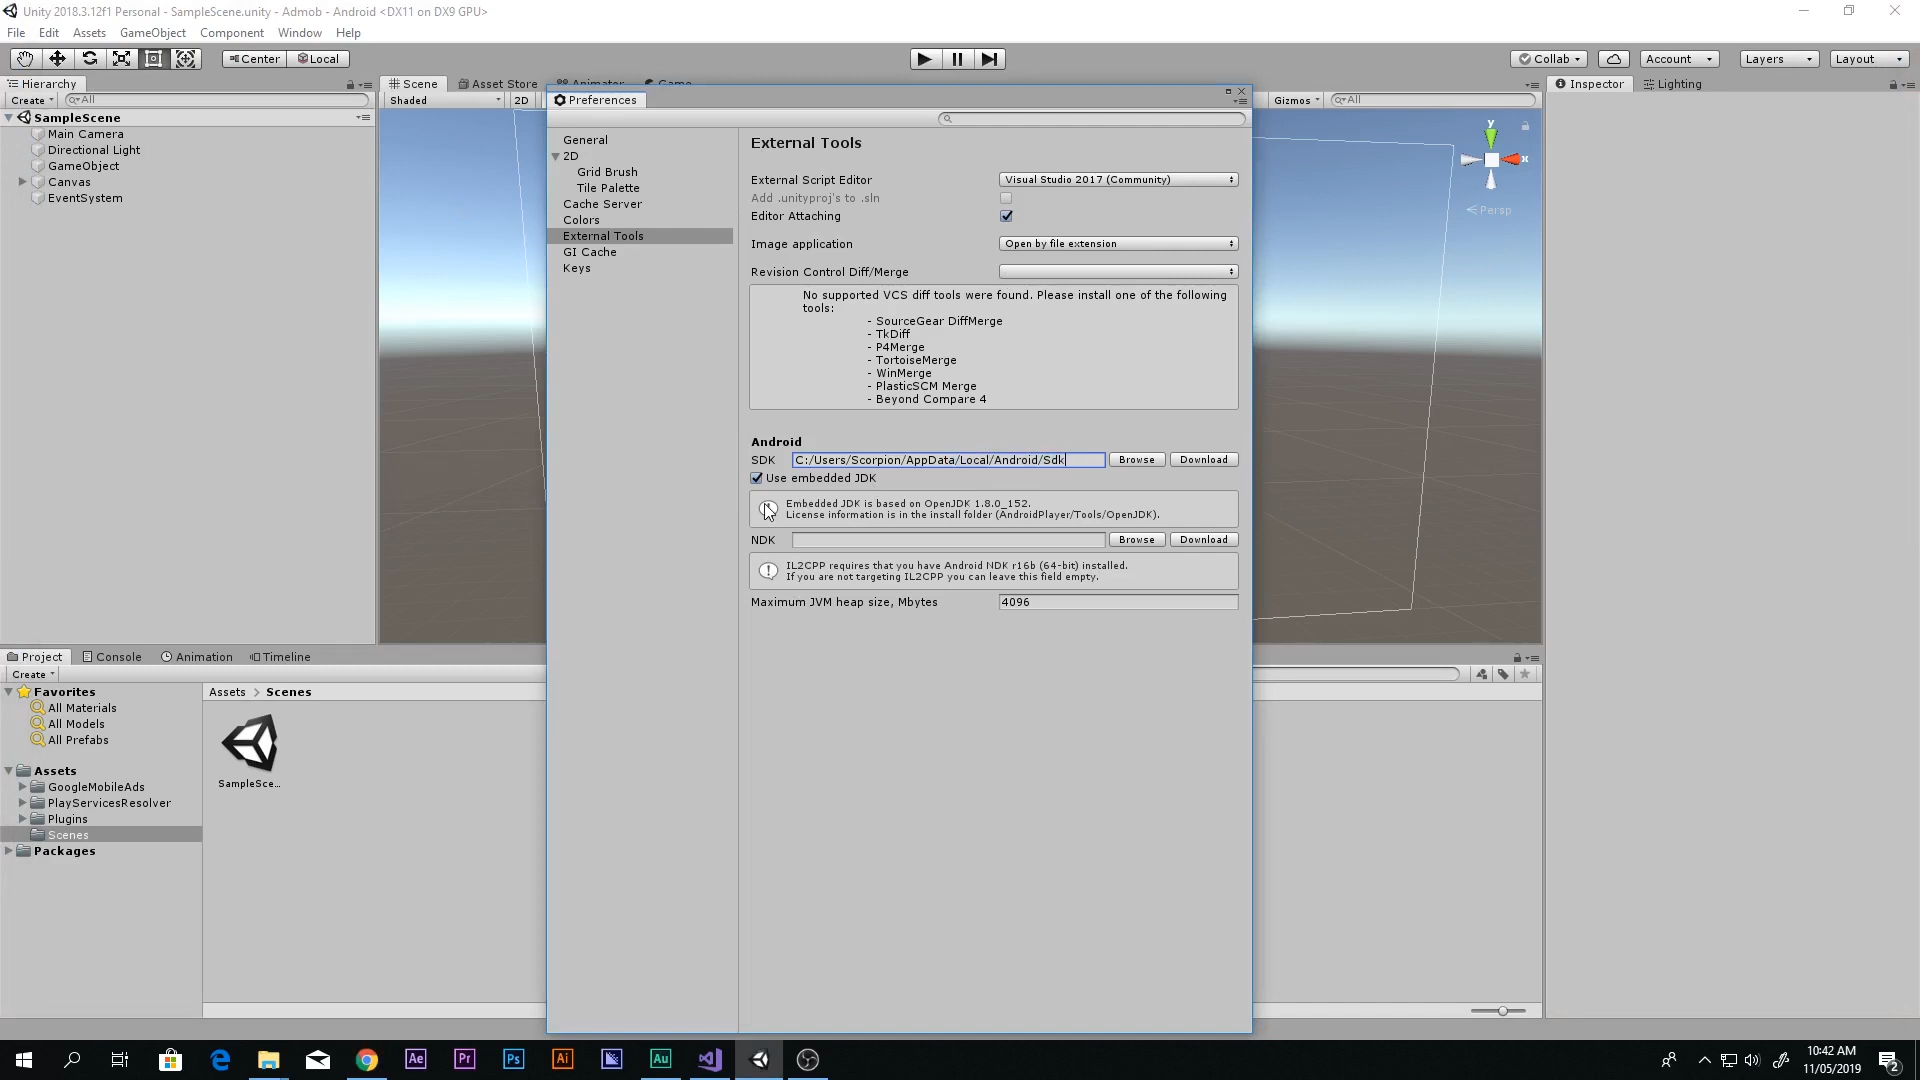 Unity 2018.3.12f1 Personal - SampleScene.unity - Admob - Android <DX11 on DX9 GPU>
File Edit Assets GameObject Component Window Help
Center Local Collab Account Layers Layout
Hierarchy Scene Asset Store Animator Game Inspector Lighting
Create All Shaded 2D Preferences Gizmos All
SampleScene
Main Camera
Directional Light
GameObject
Canvas
EventSystem
y
x
Persp
General
2D
Grid Brush
Tile Palette
Cache Server
Colors
External Tools
GI Cache
Keys
External Tools
External Script Editor Visual Studio 2017 (Community)
Add .unityproj's to .sln
Editor Attaching
Image application Open by file extension
Revision Control Diff/Merge
No supported VCS diff tools were found. Please install one of the following
tools:
- SourceGear DiffMerge
- TkDiff
- P4Merge
- TortoiseMerge
- WinMerge
- PlasticSCM Merge
- Beyond Compare 4
Android
SDK C:/Users/Scorpion/AppData/Local/Android/Sdk Browse Download
Use embedded JDK
Embedded JDK is based on OpenJDK 1.8.0_152.
License information is in the install folder (AndroidPlayer/Tools/OpenJDK).
NDK Browse Download
IL2CPP requires that you have Android NDK r16b (64-bit) installed.
If you are not targeting IL2CPP you can leave this field empty.
Maximum JVM heap size, Mbytes 4096
Project Console Animation Timeline
Create
Favorites
All Materials
All Models
All Prefabs
Assets
GoogleMobileAds
PlayServicesResolver
Plugins
Scenes
Packages
Assets > Scenes
SampleSce...
Ae Pr Ps Ai Au
10:42 AM
11/05/2019
2